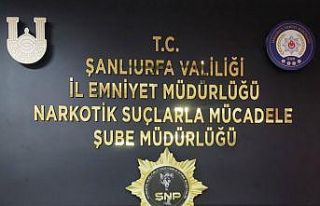 T.C.
ŞANLIURFA VALİLİĞİ
İL EMNİYET MÜDÜRLÜĞÜ
NARKOTİK SUÇLARLA MÜCADELE
ŞUBE MÜDÜRLÜĞÜ
SNP